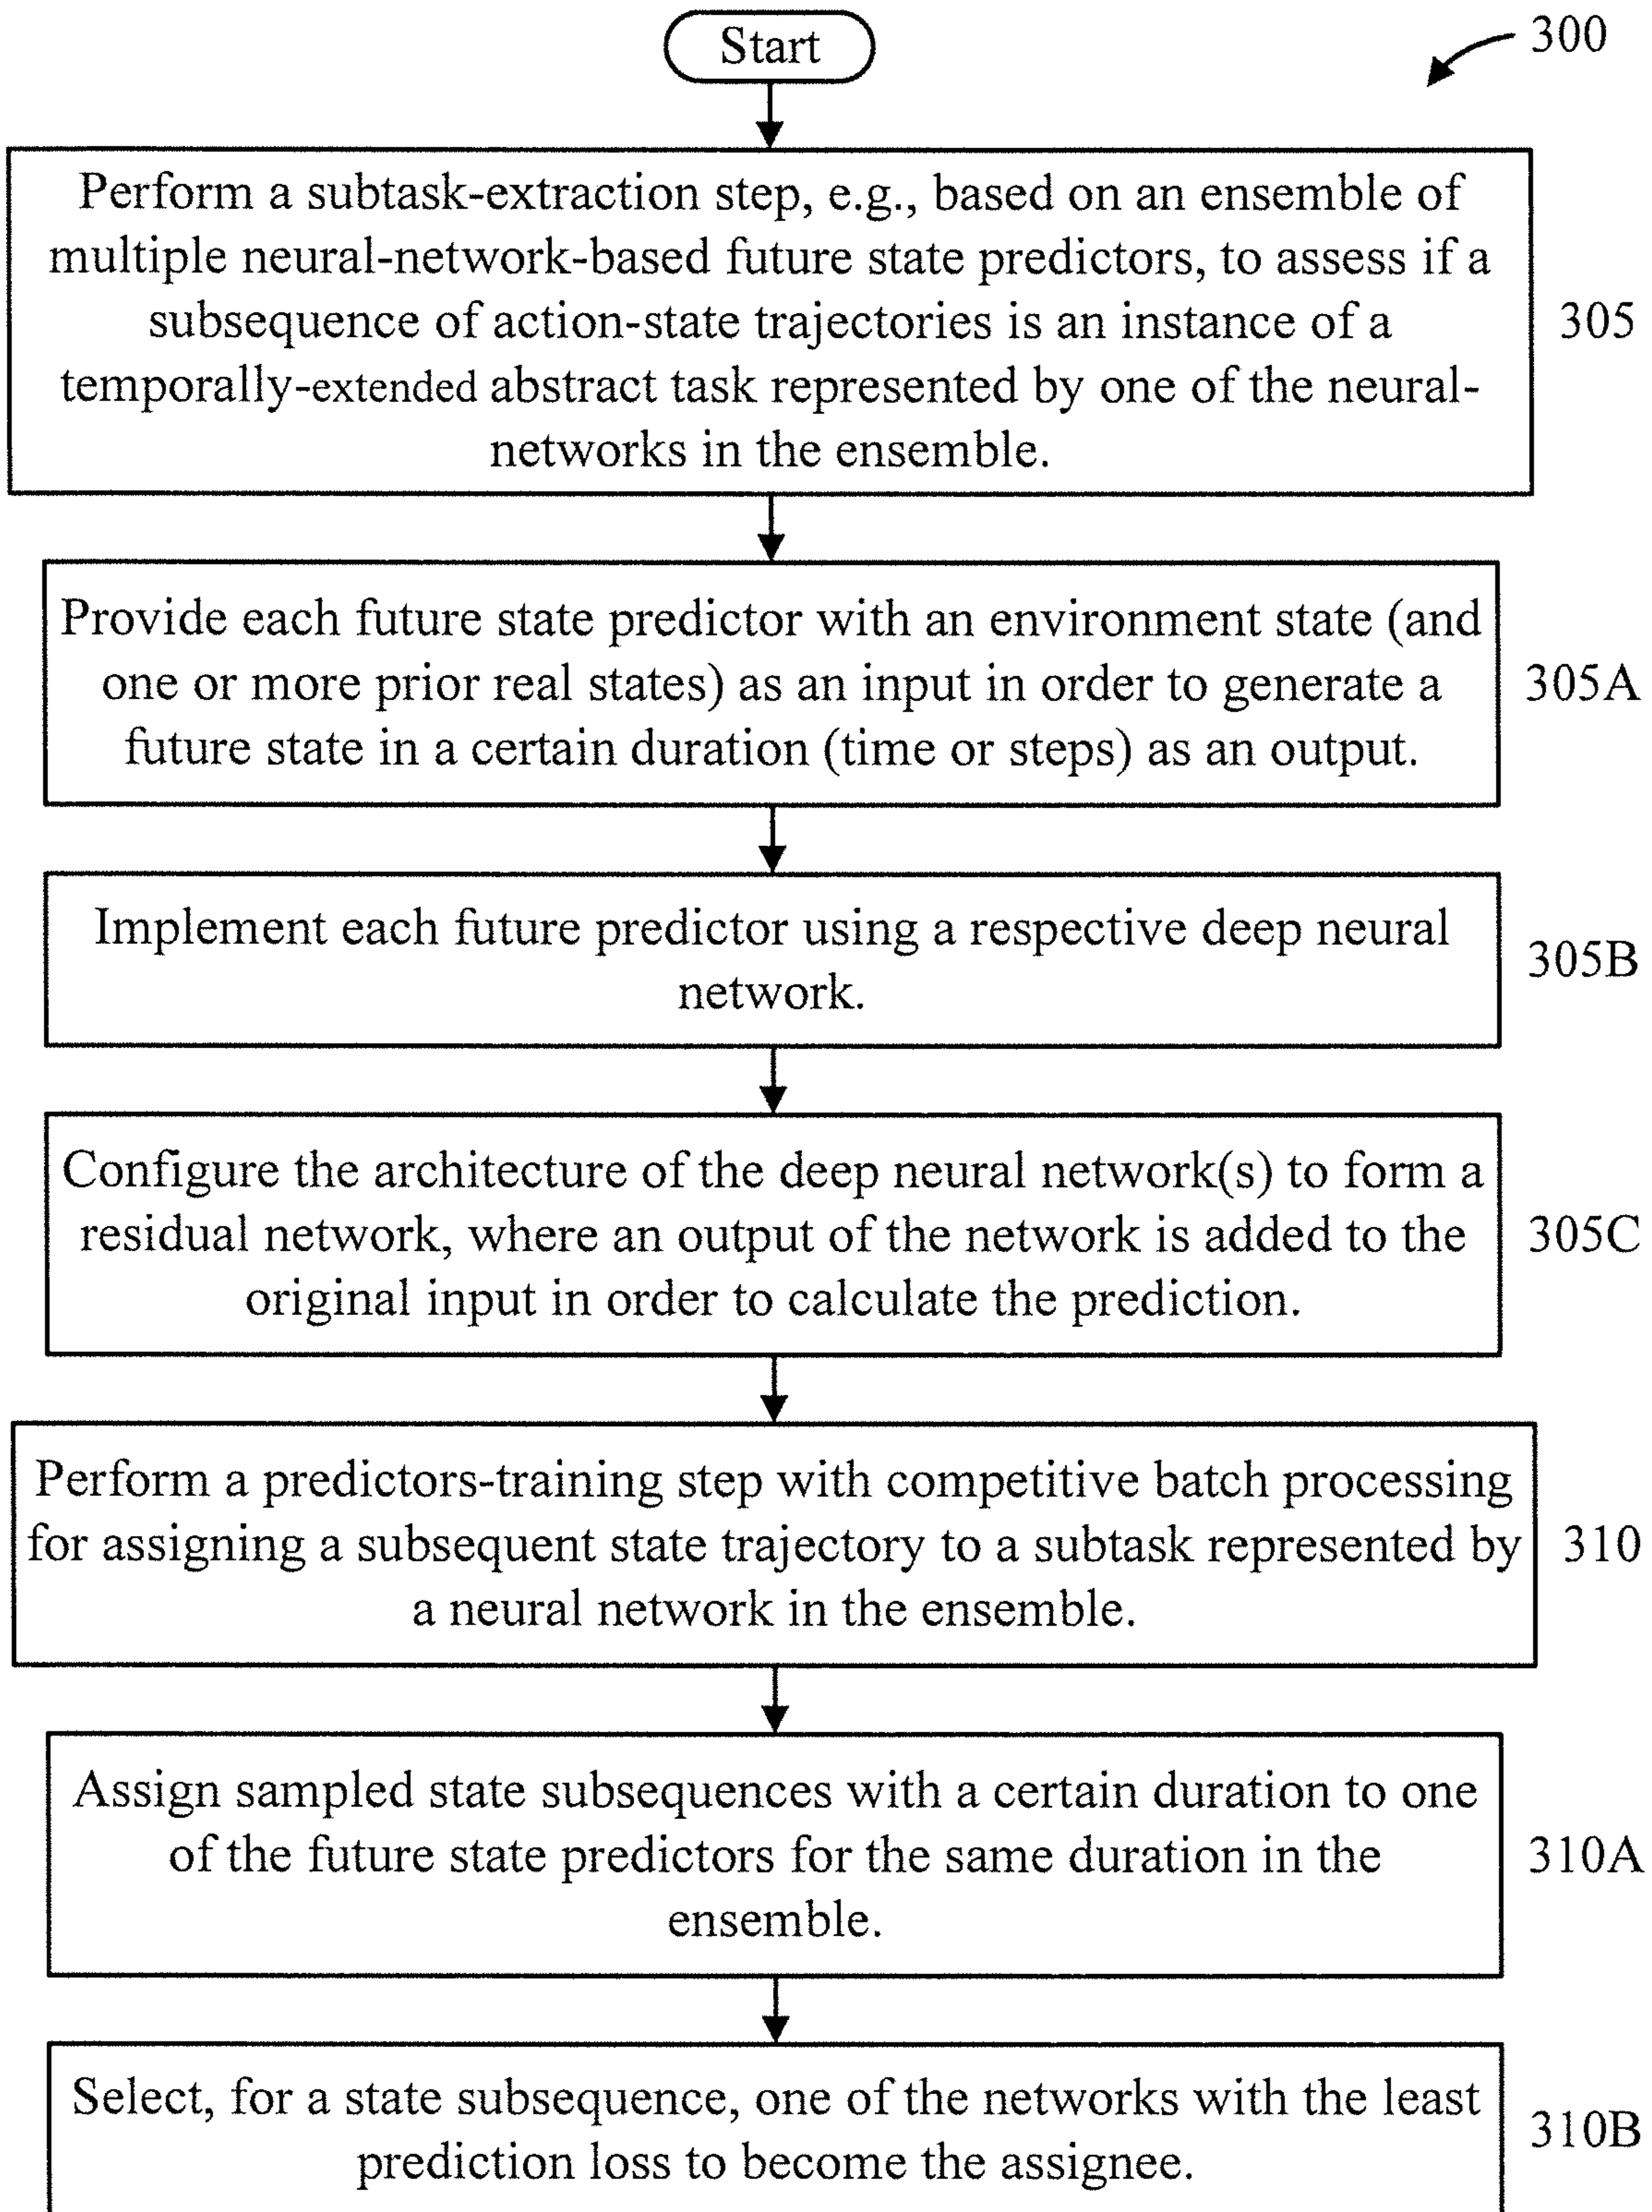 Start
300
Perform a subtask-extraction step, e.g., based on an ensemble of
multiple neural-network-based future state predictors, to assess if a
subsequence of action-state trajectories is an instance of a
temporally-extended abstract task represented by one of the neural-
networks in the ensemble.
305
Provide each future state predictor with an environment state (and
one or more prior real states) as an input in order to generate a
future state in a certain duration (time or steps) as an output.
305A
Implement each future predictor using a respective deep neural
network.
305B
Configure the architecture of the deep neural network(s) to form a
residual network, where an output of the network is added to the
original input in order to calculate the prediction.
305C
Perform a predictors-training step with competitive batch processing
for assigning a subsequent state trajectory to a subtask represented by
a neural network in the ensemble.
310
Assign sampled state subsequences with a certain duration to one
of the future state predictors for the same duration in the
ensemble.
310A
Select, for a state subsequence, one of the networks with the least
prediction loss to become the assignee.
310B